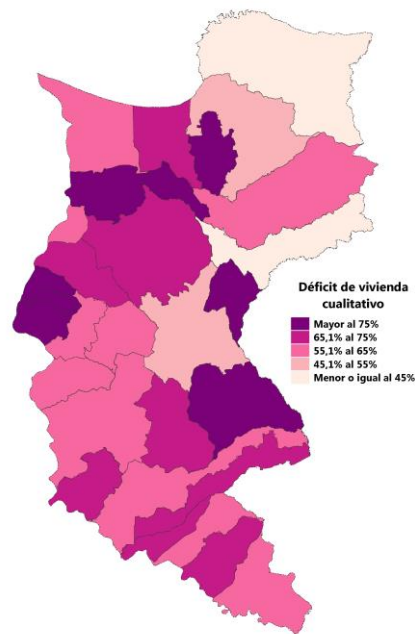 Déficit de vivienda
cualitativo
Mayor al 75%
65,1% al 75%
55,1% al 65%
45,1% al 55%
Menor o igual al 45%